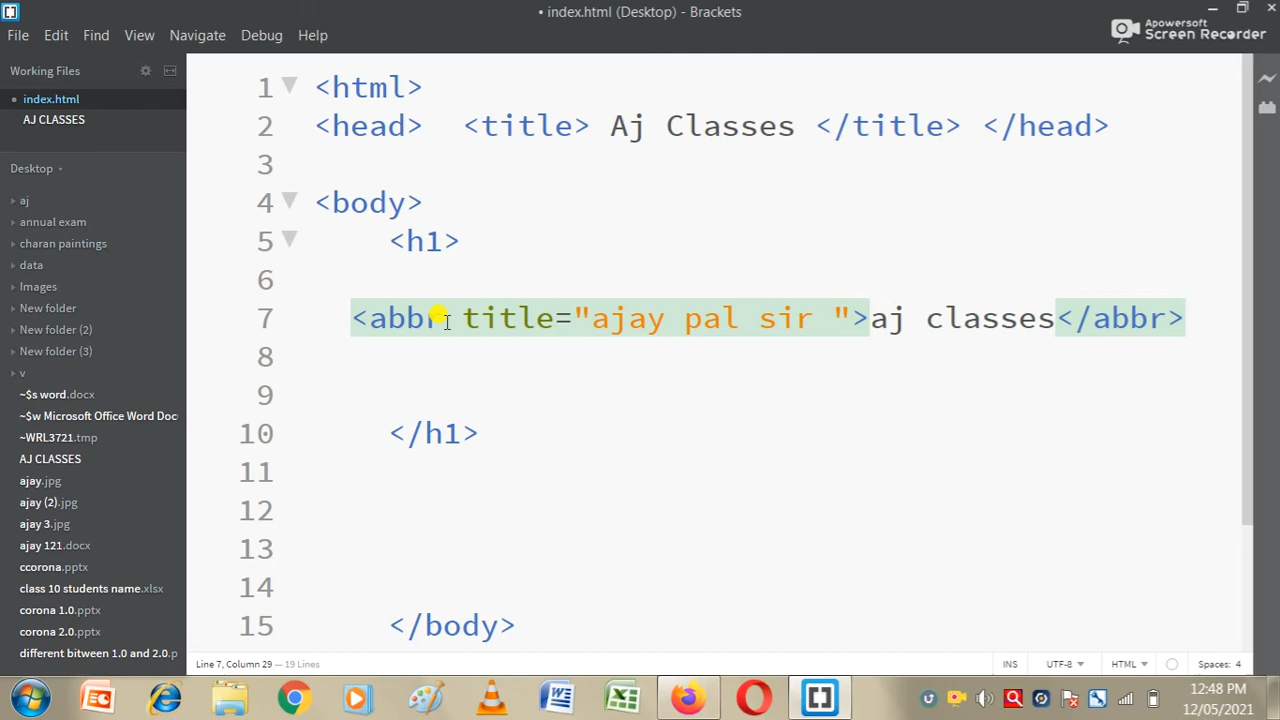 • index.html (Desktop) - Brackets
File Edit Find View Navigate Debug Help
Apowersoft
Screen Recorder
Working Files
• index.html
AJ CLASSES
Desktop
aj
annual exam
charan paintings
data
Images
New folder
New folder (2)
New folder (3)
v
~$s word.docx
~$w Microsoft Office Word Doc
~WRL3721.tmp
AJ CLASSES
ajay.jpg
ajay (2).jpg
ajay 3.jpg
ajay 121.docx
ccorona.pptx
class 10 students name.xlsx
corona 1.0.pptx
corona 2.0.pptx
different bitween 1.0 and 2.0.p
1 <html>
2 <head> <title> Aj Classes </title> </head>
3
4 <body>
5 <h1>
6
7 <abbr title="ajay pal sir ">aj classes</abbr>
8
9
10 </h1>
11
12
13
14
15 </body>
Line 7, Column 29 — 19 Lines
INS UTF-8 HTML Spaces: 4
12:48 PM
12/05/2021